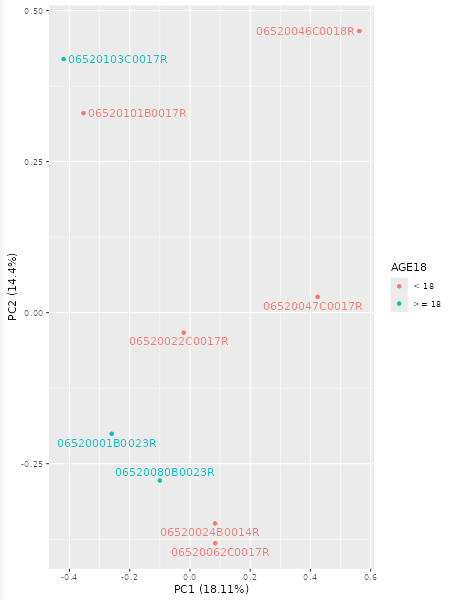 0.50
06520046C0018R
06520103C0017R
06520101B0017R
0.25
PC2 (14.4%)
AGE18
< 18
>= 18
06520047C0017R
0.00
06520022C0017R
06520001B0023R
-0.25
06520080B0023R
06520024B0014R
06520062C0017R
-0.4 -0.2 0.0 0.2 0.4 0.6
PC1 (18.11%)